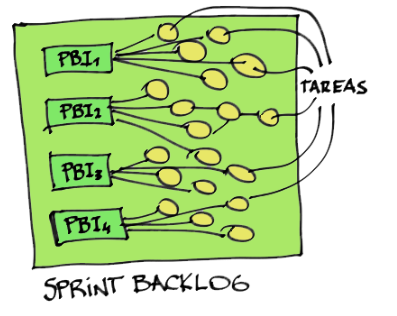 PBI1
PBI2
PBI3
PBI4
TAREAS
SPRINT BACKLOG